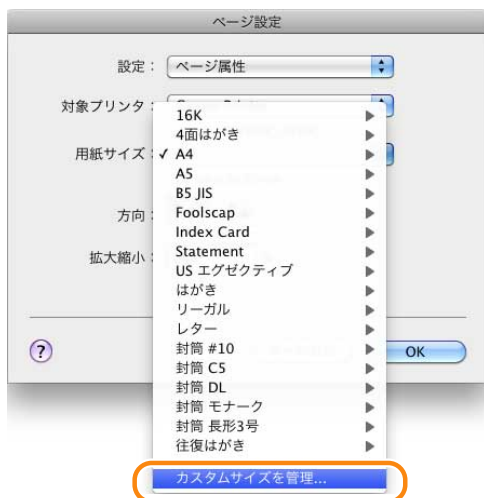 ページ設定
設定： ページ属性
対象プリンタ：
16K
4面はがき
用紙サイズ： ✓ A4
A5
B5 JIS
方向： Foolscap
Index Card
拡大縮小： Statement
US エグゼクティブ
はがき
リーガル
レター
封筒 #10
? OK
封筒 C5
封筒 DL
封筒 モナーク
封筒 長形3号
往復はがき
カスタムサイズを管理...